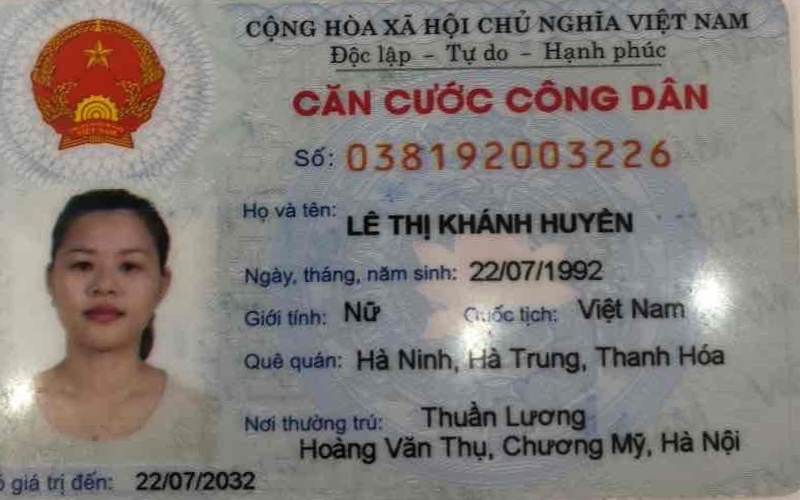 CỘNG HÒA XÃ HỘI CHỦ NGHĨA VIỆT NAM
Độc lập - Tự do - Hạnh phúc
CĂN CƯỚC CÔNG DÂN
Số: 038192003226
Họ và tên: LÊ THỊ KHÁNH HUYỀN
Ngày, tháng, năm sinh: 22/07/1992
Giới tính: Nữ Quốc tịch: Việt Nam
Quê quán: Hà Ninh, Hà Trung, Thanh Hóa
Nơi thường trú: Thuần Lương
Hoàng Văn Thụ, Chương Mỹ, Hà Nội
giá trị đến: 22/07/2032